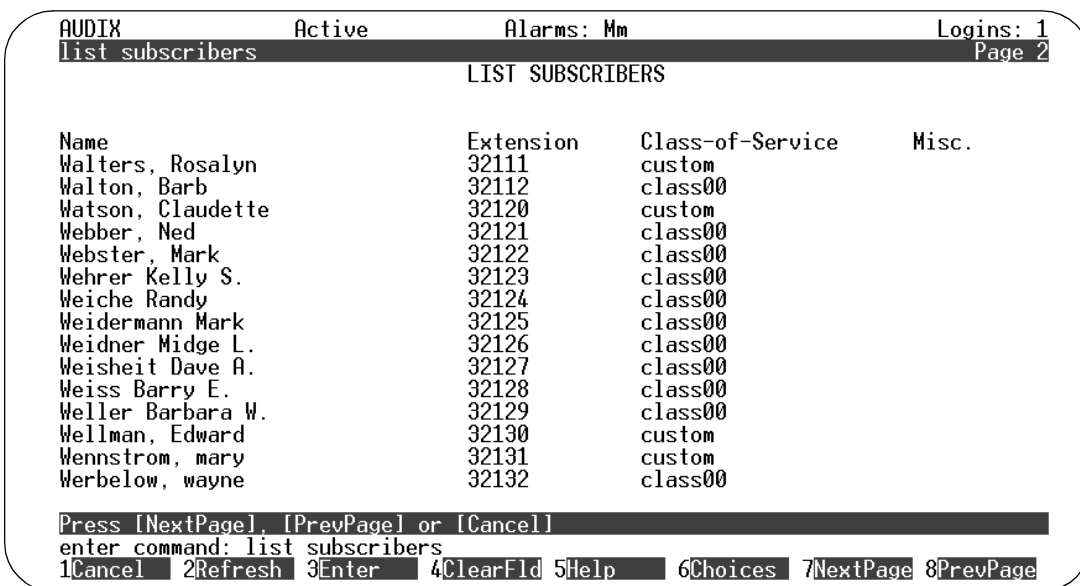 AUDIX Active Alarms: Mm Logins: 1
list subscribers Page 2
LIST SUBSCRIBERS
Name Extension Class-of-Service Misc.
Walters, Rosalyn 32111 custom
Walton, Barb 32112 class00
Watson, Claudette 32120 custom
Webber, Ned 32121 class00
Webster, Mark 32122 class00
Wehrer Kelly S. 32123 class00
Weiche Randy 32124 class00
Weidermann Mark 32125 class00
Weidner Midge L. 32126 class00
Weisheit Dave A. 32127 class00
Weiss Barry E. 32128 class00
Weller Barbara W. 32129 class00
Wellman, Edward 32130 custom
Wennstrom, mary 32131 custom
Werbelow, wayne 32132 class00
Press [NextPage], [PrevPage] or [Cancel]
enter command: list subscribers
1Cancel 2Refresh 3Enter 4ClearFld 5Help 6Choices 7NextPage 8PrevPage